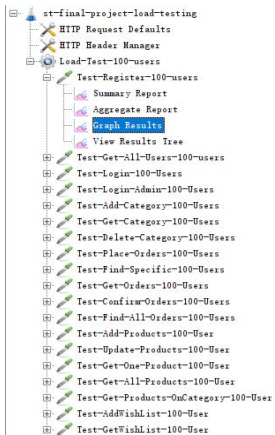 st-final-project-load-testing
HTTP Request Defaults
HTTP Header Manager
Load-Test-100-users
Test-Register-100-users
Summary Report
Aggregate Report
Graph Results
View Results Tree
Test-Get-All-Users-100-users
Test-Login-100-Users
Test-Login-Admin-100-Users
Test-Add-Category-100-Users
Test-Get-Category-100-Users
Test-Delete-Category-100-Users
Test-Place-Orders-100-Users
Test-Find-Specific-100-Users
Test-Get-Orders-100-Users
Test-Confirm-Orders-100-Users
Test-Find-All-Orders-100-Users
Test-Add-Products-100-User
Test-Update-Products-100-User
Test-Get-One-Product-100-User
Test-Get-All-Products-100-User
Test-Get-Products-OnCategory-100-User
Test-AddWishList-100-User
Test-GetWishList-100-User